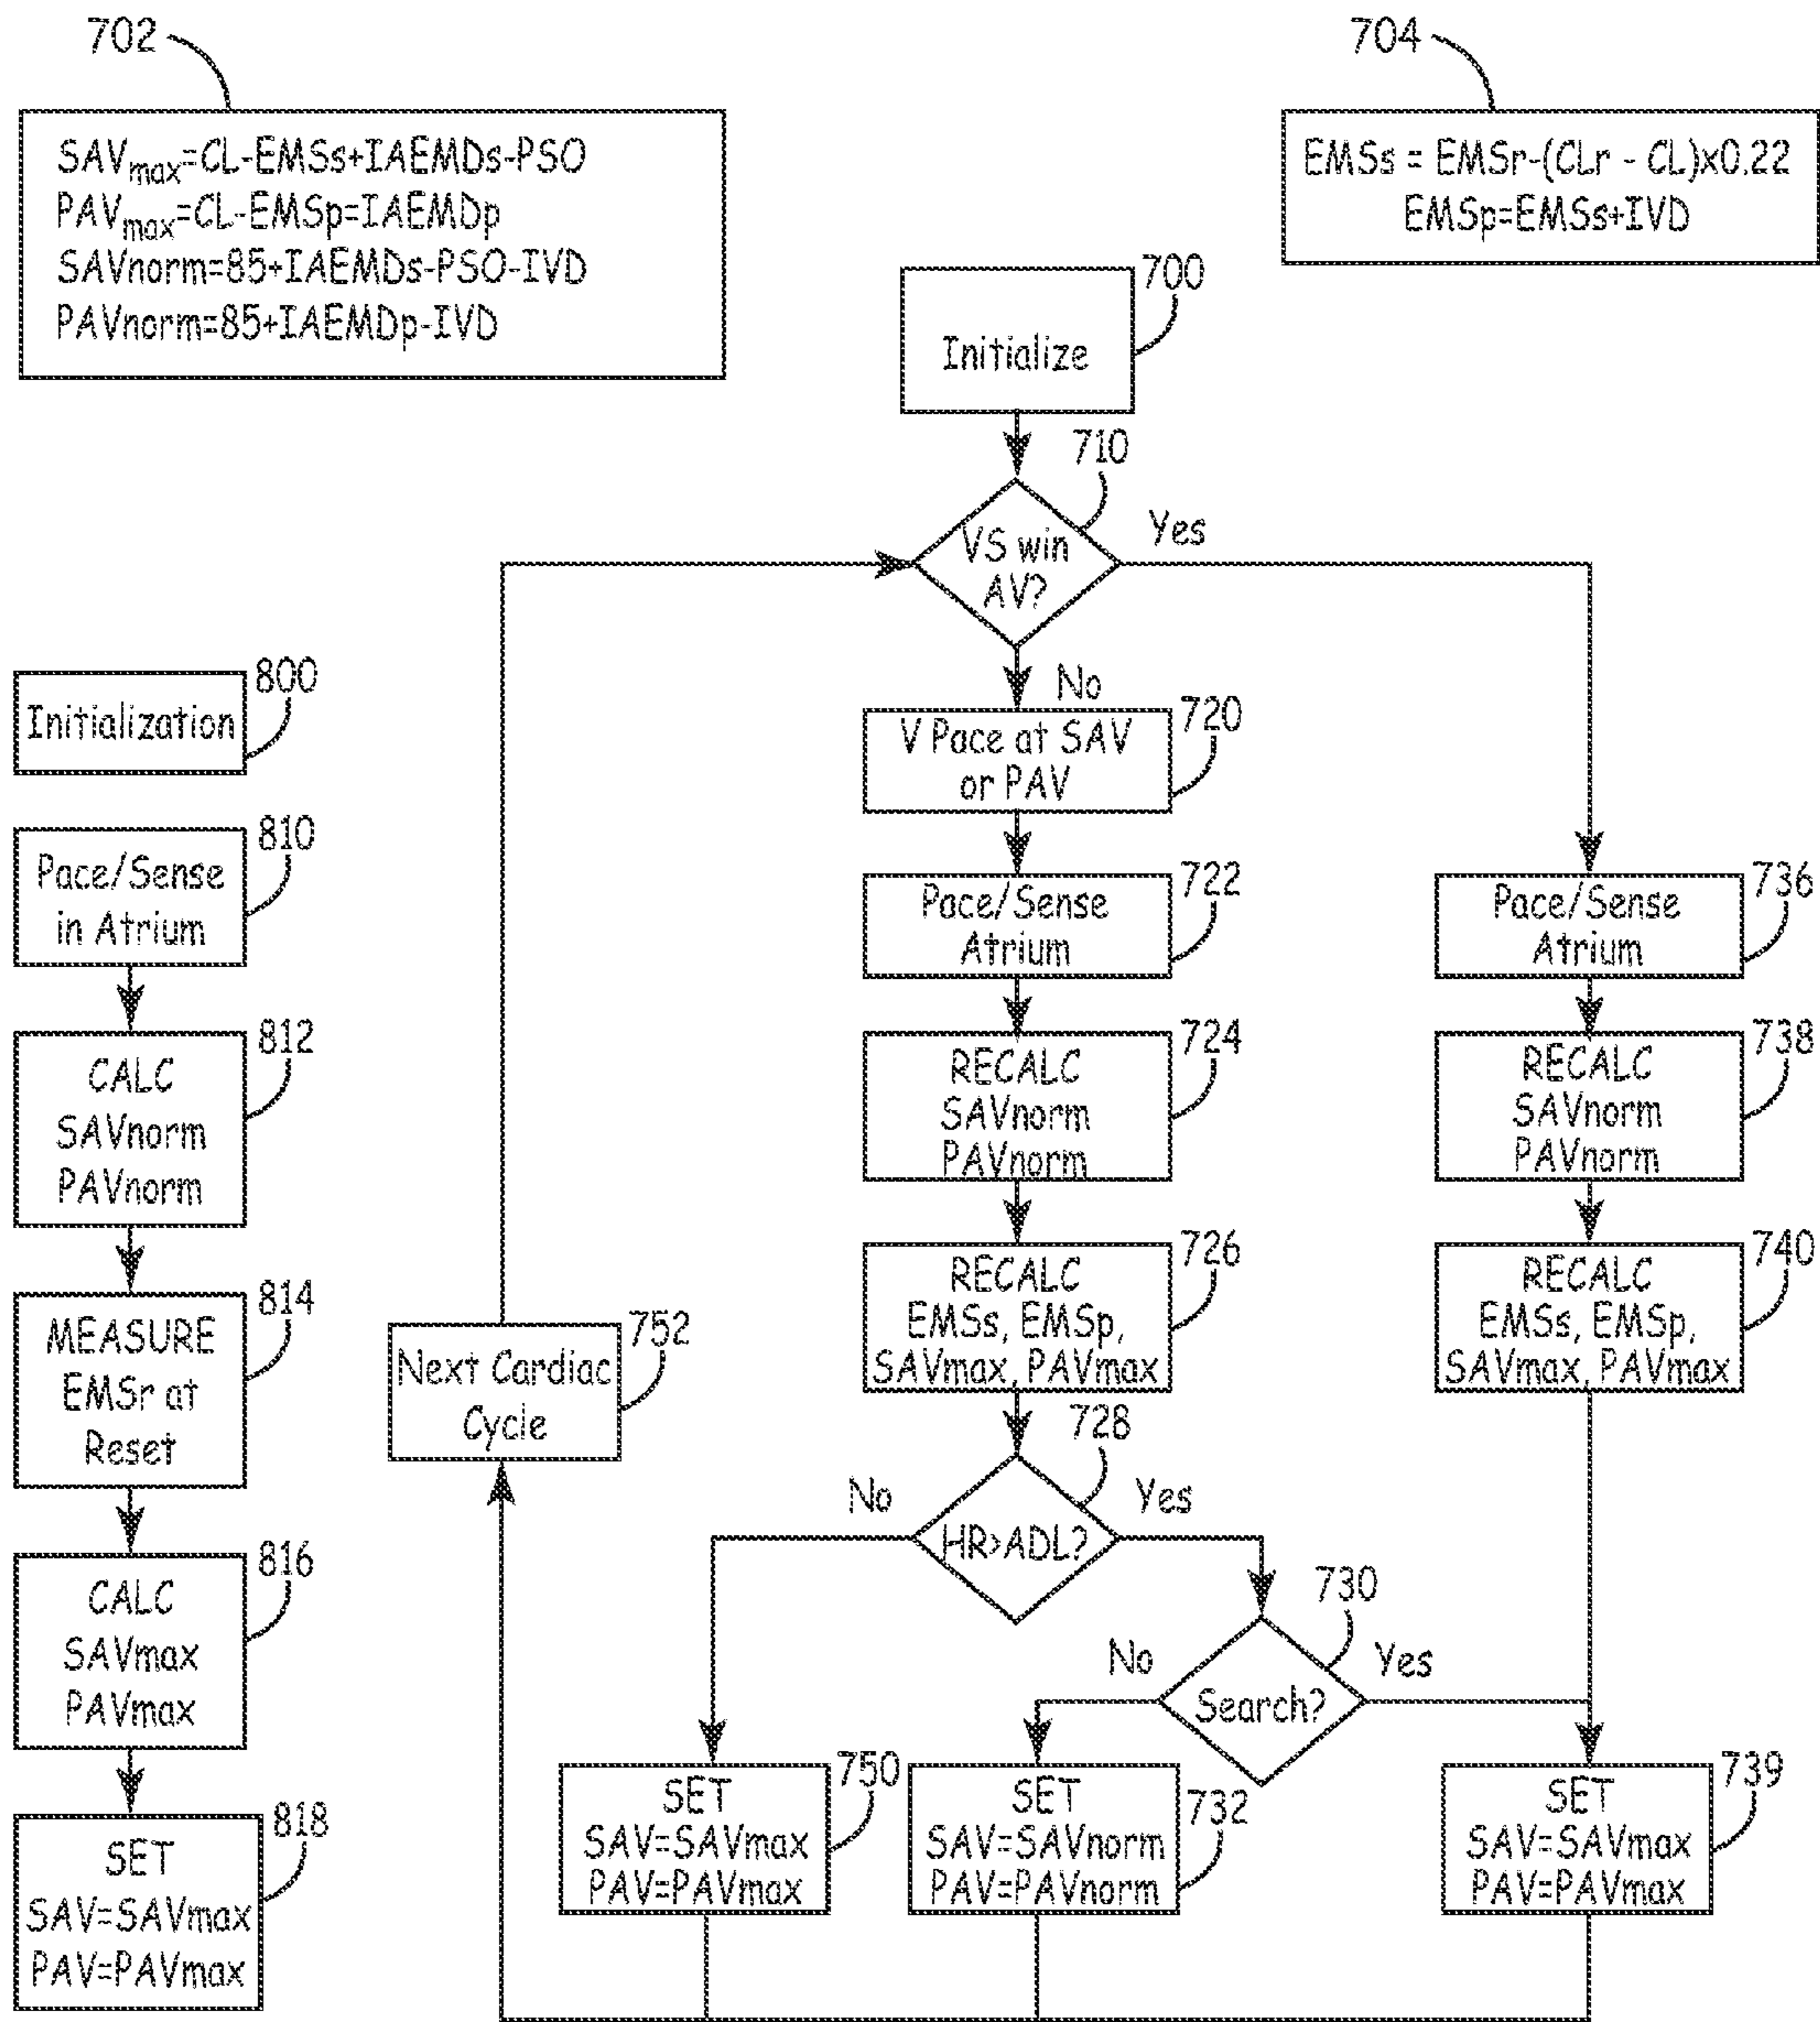 702
SAVmax=CL-EMSs+IAEMDs-PSO
PAVmax=CL-EMSp=IAEMDp
SAVnorm=85+IAEMDs-PSO-IVD
PAVnorm=85+IAEMDp-IVD
704
EMSs = EMSr-(CLr - CL)x0.22
EMSp=EMSs+IVD
700
Initialize
710
VS win
AV?
Yes
No
800
Initialization
810
Pace/Sense
in Atrium
812
CALC
SAVnorm
PAVnorm
814
MEASURE
EMSr at
Reset
816
CALC
SAVmax
PAVmax
818
SET
SAV=SAVmax
PAV=PAVmax
752
Next Cardiac
Cycle
720
V Pace at SAV
or PAV
722
Pace/Sense
Atrium
724
RECALC
SAVnorm
PAVnorm
726
RECALC
EMSs, EMSp,
SAVmax, PAVmax
728
No
Yes
HR>ADL?
730
No
Yes
Search?
736
Pace/Sense
Atrium
738
RECALC
SAVnorm
PAVnorm
740
RECALC
EMSs, EMSp,
SAVmax, PAVmax
750
SET
SAV=SAVmax
PAV=PAVmax
732
SET
SAV=SAVnorm
PAV=PAVnorm
739
SET
SAV=SAVmax
PAV=PAVmax